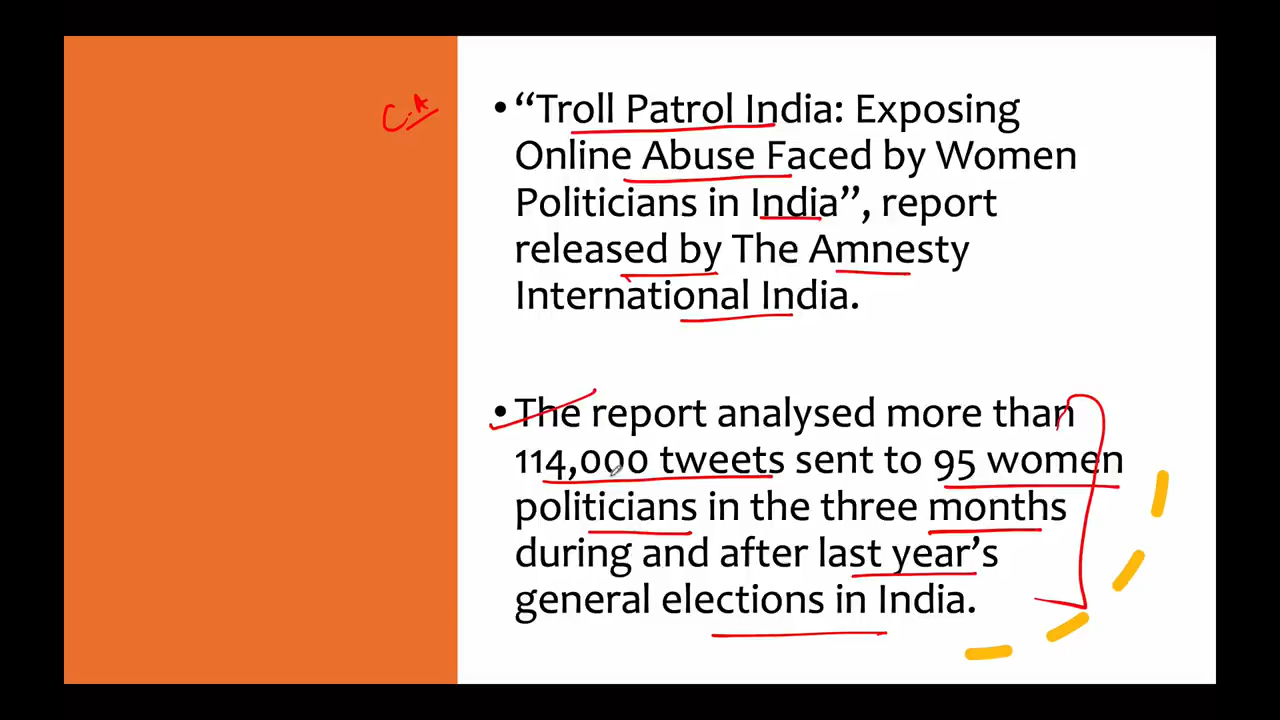 C.A
• “Troll Patrol India: Exposing
Online Abuse Faced by Women
Politicians in India”, report
released by The Amnesty
International India.
• The report analysed more than
114,000 tweets sent to 95 women
politicians in the three months
during and after last year’s
general elections in India.